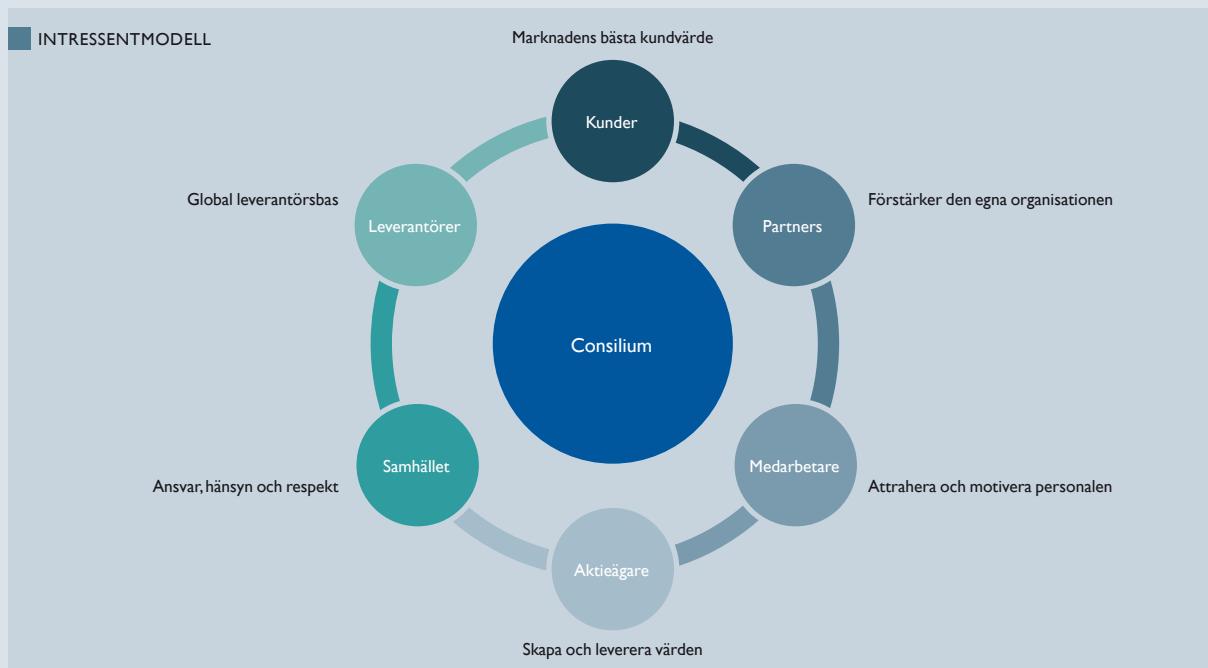 INTRESSENTMODELL
Marknadens bästa kundvärde
Kunder
Global leverantörsbas
Leverantörer
Partners
Förstärker den egna organisationen
Consilium
Samhället
Ansvar, hänsyn och respekt
Medarbetare
Attrahera och motivera personalen
Aktieägare
Skapa och leverera värden